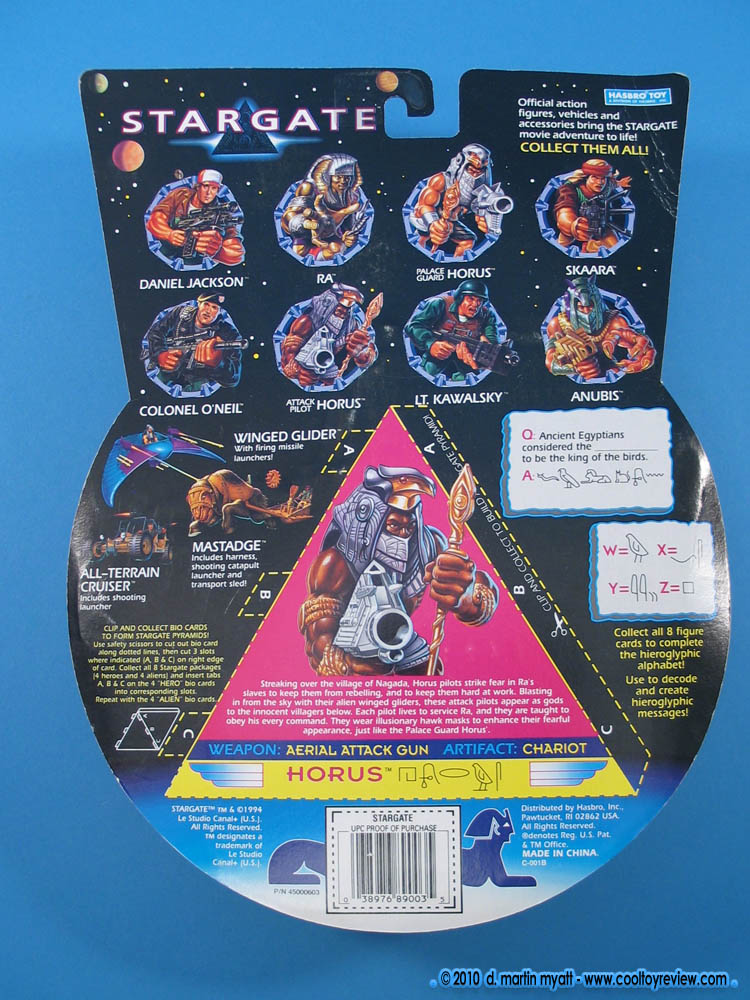 STARGATE
HASBRO TOY
Official action
figures, vehicles and
accessories bring the STARGATE
movie adventure to life!
COLLECT THEM ALL!
DANIEL JACKSON™
RA™
PALACE GUARD HORUS™
SKAARA™
COLONEL O'NEIL™
ATTACK PILOT HORUS™
LT. KAWALSKY™
ANUBIS™
WINGED GLIDER™
With firing missile
launchers!
MASTADGE™
Includes harness,
shooting catapult
launcher and
transport sled!
ALL-TERRAIN
CRUISER™
Includes shooting
launcher
CLIP AND COLLECT BIO CARDS
TO FORM STARGATE PYRAMIDS!
Use safety scissors to cut out bio card
along dotted lines, then cut 3 slots
where indicated (A, B & C) on right edge
of card. Collect all 8 Stargate packages
(4 heroes and 4 aliens) and insert tabs
A, B & C on the 4 "HERO" bio cards
into corresponding slots.
Repeat with the 4 "ALIEN" bio cards.
A
B
C
A
B
C
CLIP AND COLLECT TO BUILD A GATE PYRAMID!
Q: Ancient Egyptians
considered the ________
to be the king of the birds.
A:
W= X=
Y= Z=
Collect all 8 figure
cards to complete
the hieroglyphic
alphabet!
Use to decode
and create
hieroglyphic
messages!
Streaking over the village of Nagada, Horus pilots strike fear in Ra's
slaves to keep them from rebelling, and to keep them hard at work. Blasting
in from the sky with their alien winged gliders, these attack pilots appear as gods
to the innocent villagers below. Each pilot lives to service Ra, and they are taught to
obey his every command. They wear illusionary hawk masks to enhance their fearful
appearance, just like the Palace Guard Horus.
WEAPON: AERIAL ATTACK GUN ARTIFACT: CHARIOT
HORUS™
STARGATE™ TM & ©1994
Le Studio Canal+ (U.S.).
All Rights Reserved.
TM designates a
trademark of
Le Studio
Canal+ (U.S.).
P/N 45000603
STARGATE
UPC PROOF OF PURCHASE
0 38976 89003 5
Distributed by Hasbro, Inc.,
Pawtucket, RI 02862 USA.
All Rights Reserved.
®denotes Reg. U.S. Pat.
& TM Office.
MADE IN CHINA.
C-001B
© 2010 d. martin myatt - www.cooltoyreview.com